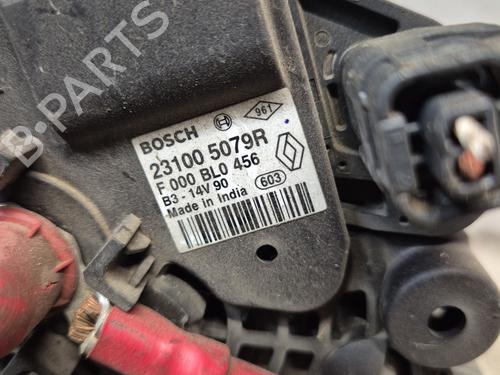 B-PARTS
BOSCH
961
23100 5079R
F 000 BL0 456
B3 - 14V 90
Made in India
603